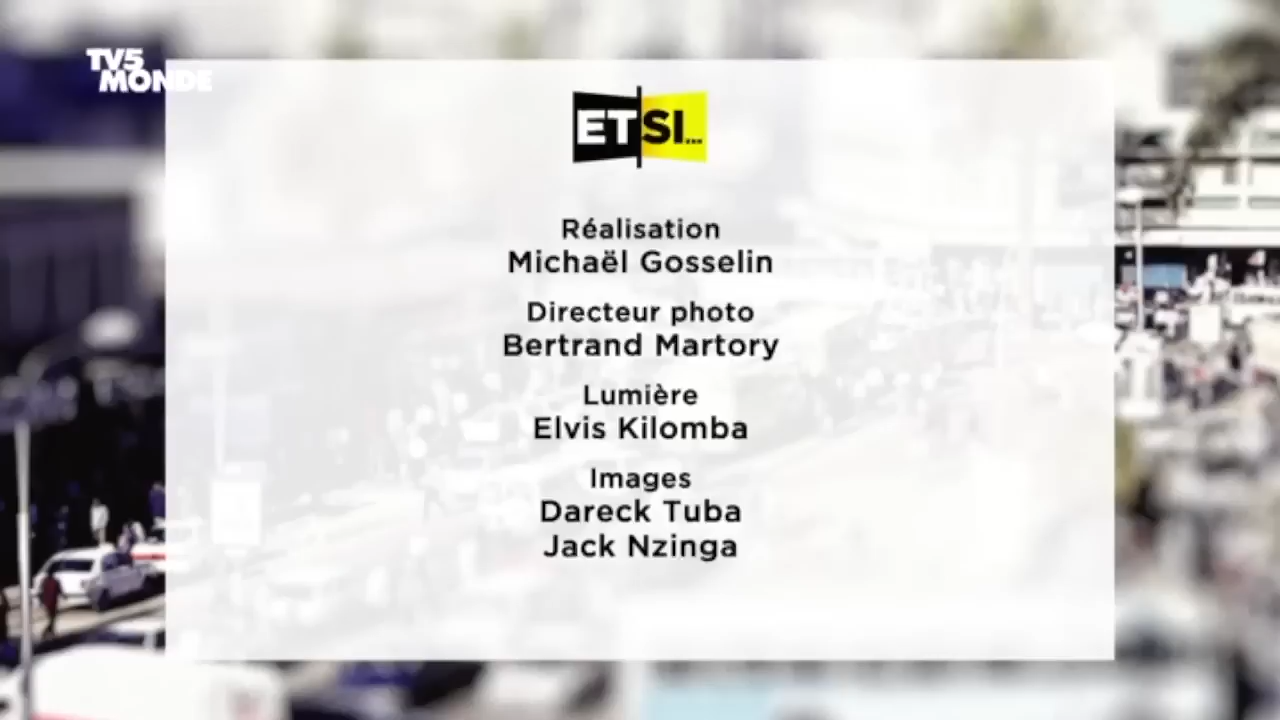 TV5
MONDE
ET SI...
Réalisation
Michaël Gosselin
Directeur photo
Bertrand Martory
Lumière
Elvis Kilomba
Images
Dareck Tuba
Jack Nzinga